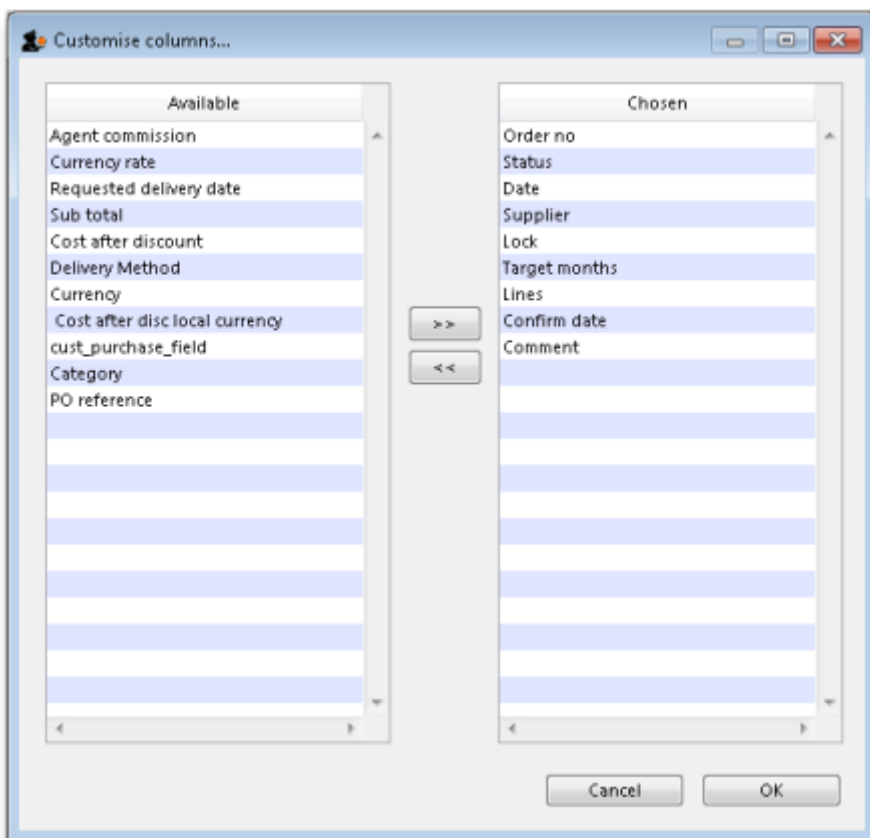 Customise columns...
Available
Agent commission
Currency rate
Requested delivery date
Sub total
Cost after discount
Delivery Method
Currency
Cost after disc local currency
cust_purchase_field
Category
PO reference
>>
<<
Chosen
Order no
Status
Date
Supplier
Lock
Target months
Lines
Confirm date
Comment
Cancel
OK